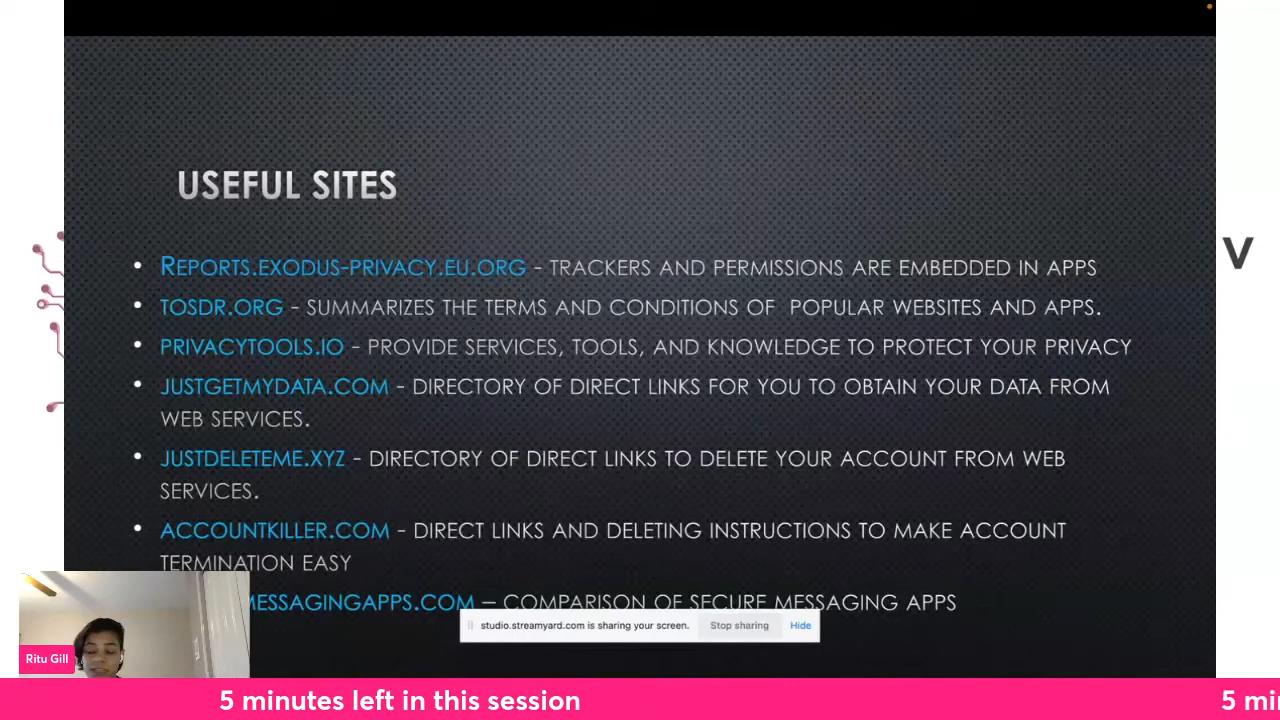 USEFUL SITES
• REPORTS.EXODUS-PRIVACY.EU.ORG - TRACKERS AND PERMISSIONS ARE EMBEDDED IN APPS
• TOSDR.ORG - SUMMARIZES THE TERMS AND CONDITIONS OF POPULAR WEBSITES AND APPS.
• PRIVACYTOOLS.IO - PROVIDE SERVICES, TOOLS, AND KNOWLEDGE TO PROTECT YOUR PRIVACY
• JUSTGETMYDATA.COM - DIRECTORY OF DIRECT LINKS FOR YOU TO OBTAIN YOUR DATA FROM
WEB SERVICES.
• JUSTDELETEME.XYZ - DIRECTORY OF DIRECT LINKS TO DELETE YOUR ACCOUNT FROM WEB
SERVICES.
• ACCOUNTKILLER.COM - DIRECT LINKS AND DELETING INSTRUCTIONS TO MAKE ACCOUNT
TERMINATION EASY
MESSAGINGAPPS.COM – COMPARISON OF SECURE MESSAGING APPS
studio.streamyard.com is sharing your screen. Stop sharing Hide
Ritu Gill
5 minutes left in this session 5 mi
V